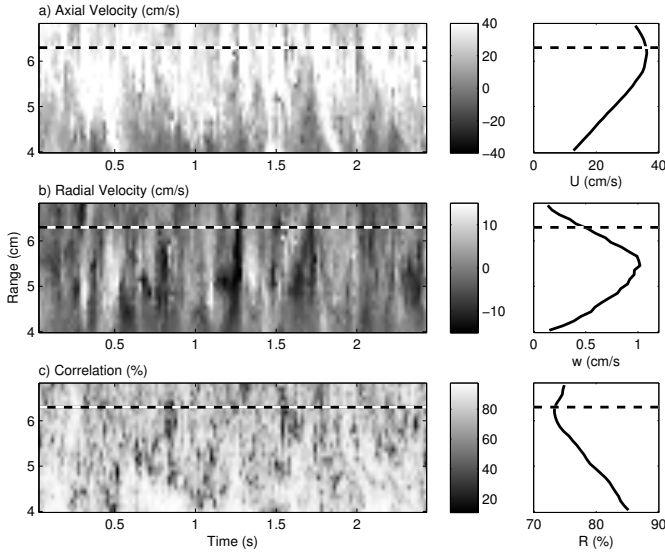 a) Axial Velocity (cm/s)
6
5
4
0.5 1 1.5 2
40
20
0
−20
−40
0 20 40
U (cm/s)
b) Radial Velocity (cm/s)
Range (cm)
6
5
4
0.5 1 1.5 2
10
0
−10
0 0.5 1
w (cm/s
c) Correlation (%)
6
5
4
0.5 1 1.5 2
Time (s)
80
60
40
20
70 80 90
R (%)